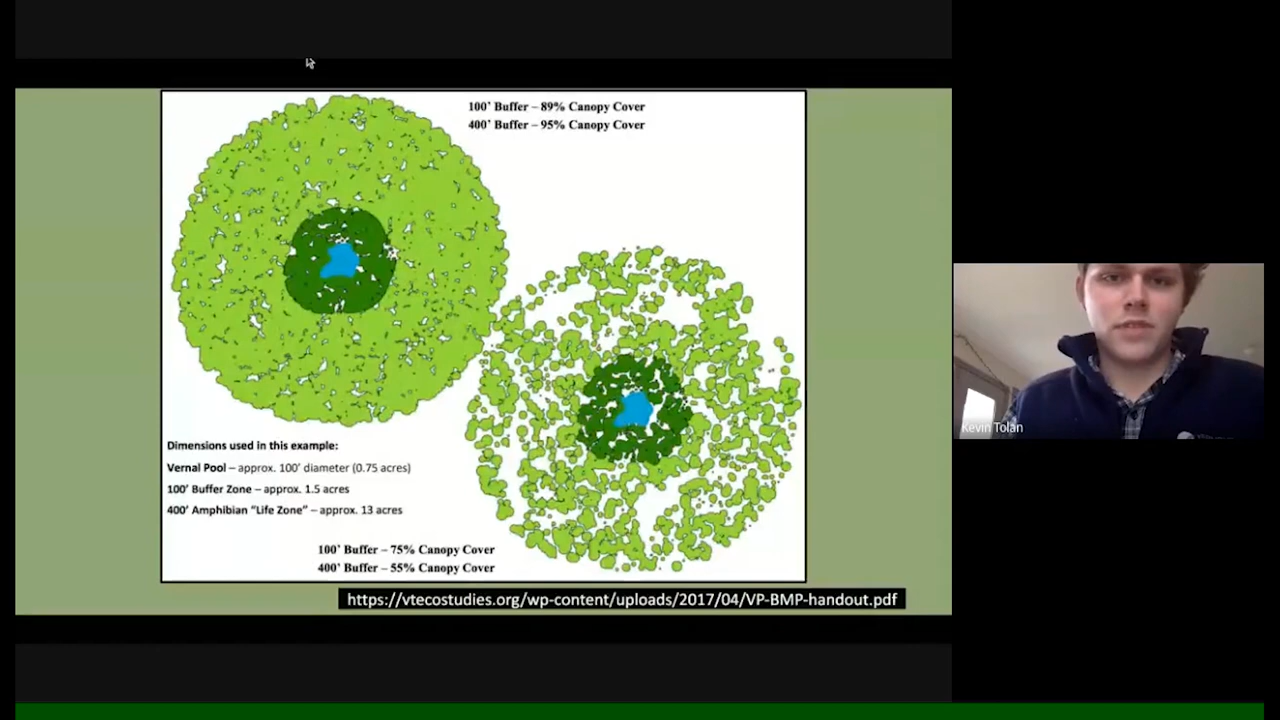 100' Buffer – 89% Canopy Cover
400' Buffer – 95% Canopy Cover
Dimensions used in this example:
Vernal Pool – approx. 100' diameter (0.75 acres)
100' Buffer Zone – approx. 1.5 acres
400' Amphibian "Life Zone" – approx. 13 acres
100' Buffer – 75% Canopy Cover
400' Buffer – 55% Canopy Cover
https://vtecostudies.org/wp-content/uploads/2017/04/VP-BMP-handout.pdf
Kevin Tolan